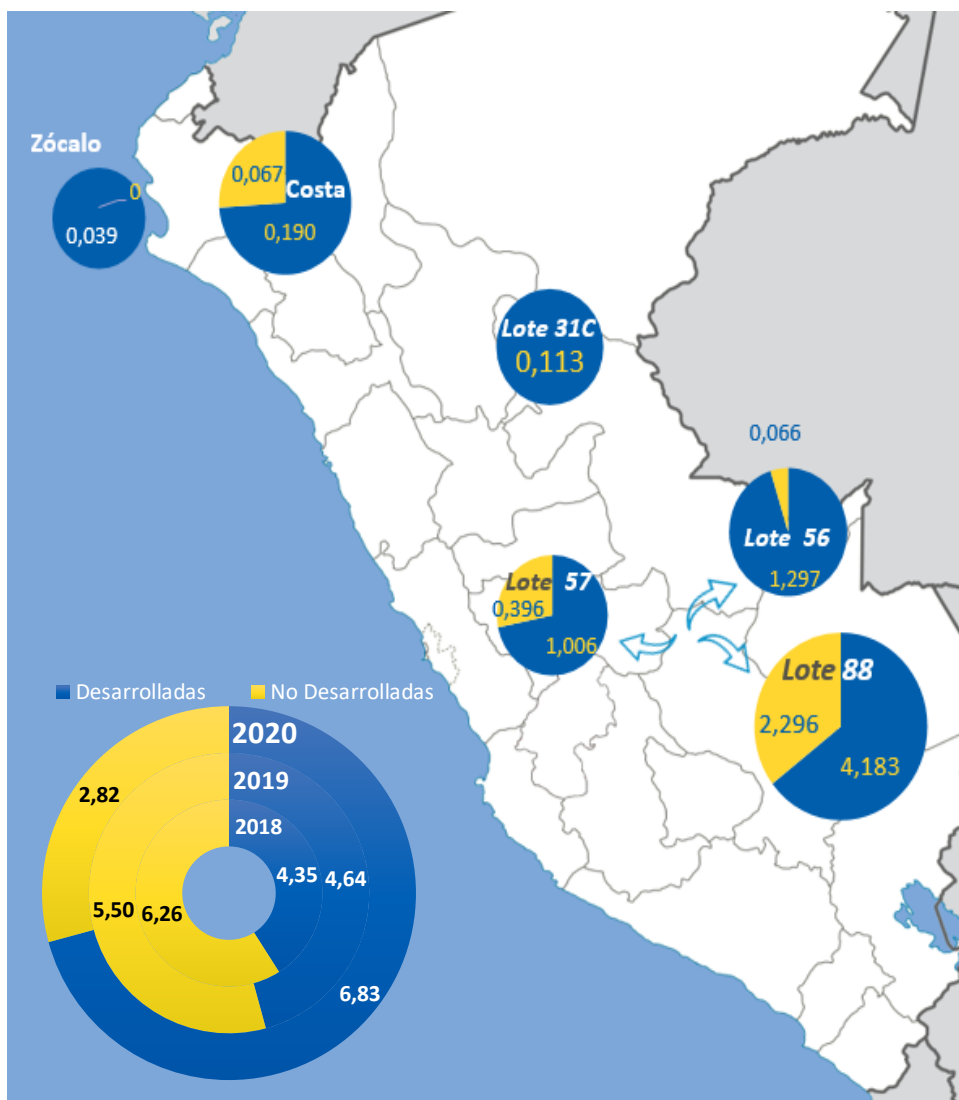 Zócalo
0
0,039
0,067
Costa
0,190
Lote 31C
0,113
0,066
Lote 56
1,297
Lote 57
0,396
1,006
Lote 88
2,296
4,183
Desarrolladas
No Desarrolladas
2020
2019
2018
2,82
4,35
4,64
5,50
6,26
6,83